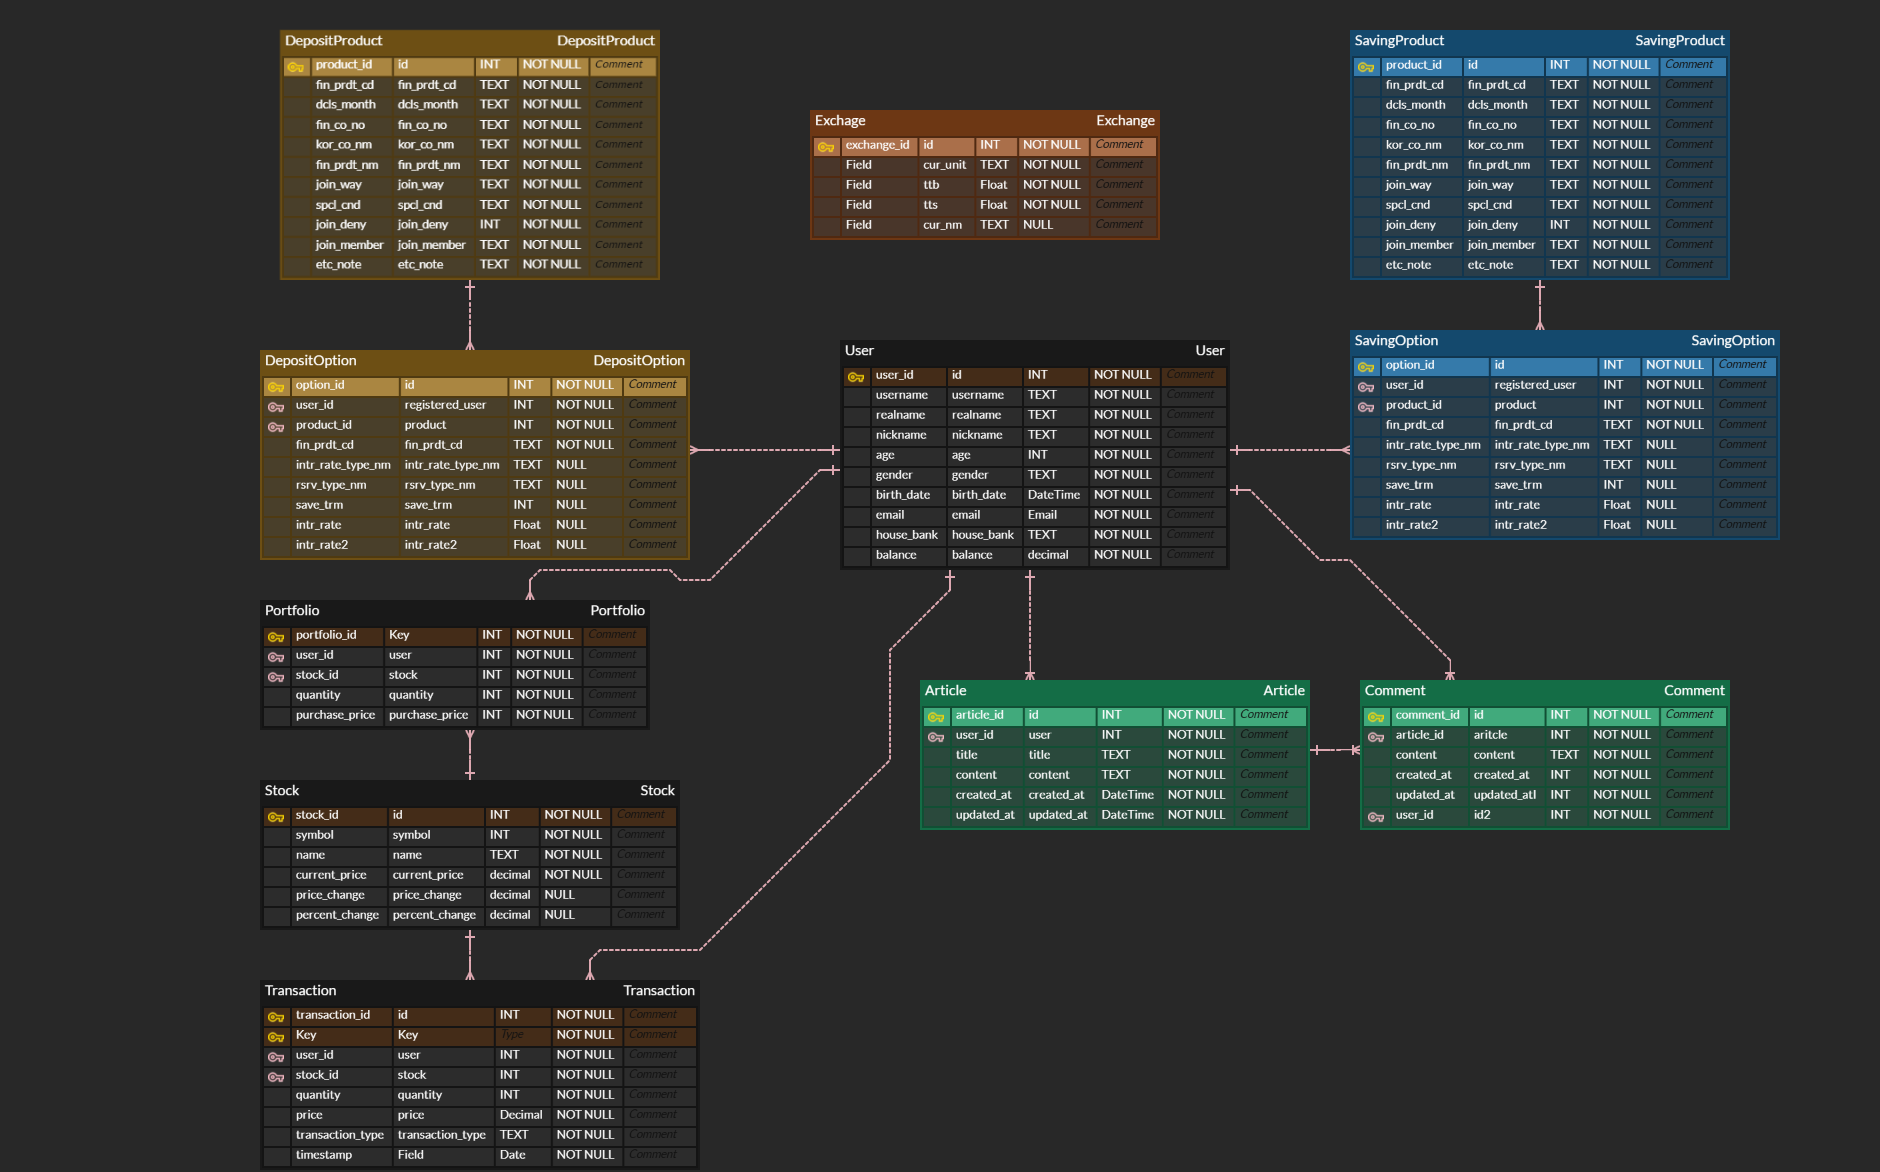 DepositProduct DepositProduct
product_id id INT NOT NULL Comment
fin_prdt_cd fin_prdt_cd TEXT NOT NULL Comment
dcls_month dcls_month TEXT NOT NULL Comment
fin_co_no fin_co_no TEXT NOT NULL Comment
kor_co_nm kor_co_nm TEXT NOT NULL Comment
fin_prdt_nm fin_prdt_nm TEXT NOT NULL Comment
join_way join_way TEXT NOT NULL Comment
spcl_cnd spcl_cnd TEXT NOT NULL Comment
join_deny join_deny INT NOT NULL Comment
join_member join_member TEXT NOT NULL Comment
etc_note etc_note TEXT NOT NULL Comment
Exchage Exchange
exchange_id id INT NOT NULL Comment
Field cur_unit TEXT NOT NULL Comment
Field ttb Float NOT NULL Comment
Field tts Float NOT NULL Comment
Field cur_nm TEXT NULL Comment
SavingProduct SavingProduct
product_id id INT NOT NULL Comment
fin_prdt_cd fin_prdt_cd TEXT NOT NULL Comment
dcls_month dcls_month TEXT NOT NULL Comment
fin_co_no fin_co_no TEXT NOT NULL Comment
kor_co_nm kor_co_nm TEXT NOT NULL Comment
fin_prdt_nm fin_prdt_nm TEXT NOT NULL Comment
join_way join_way TEXT NOT NULL Comment
spcl_cnd spcl_cnd TEXT NOT NULL Comment
join_deny join_deny INT NOT NULL Comment
join_member join_member TEXT NOT NULL Comment
etc_note etc_note TEXT NOT NULL Comment
DepositOption DepositOption
option_id id INT NOT NULL Comment
user_id registered_user INT NOT NULL Comment
product_id product INT NOT NULL Comment
fin_prdt_cd fin_prdt_cd TEXT NOT NULL Comment
intr_rate_type_nm intr_rate_type_nm TEXT NULL Comment
rsrv_type_nm rsrv_type_nm TEXT NULL Comment
save_trm save_trm INT NULL Comment
intr_rate intr_rate Float NULL Comment
intr_rate2 intr_rate2 Float NULL Comment
User User
user_id id INT NOT NULL Comment
username username TEXT NOT NULL Comment
realname realname TEXT NOT NULL Comment
nickname nickname TEXT NOT NULL Comment
age age INT NOT NULL Comment
gender gender TEXT NOT NULL Comment
birth_date birth_date DateTime NOT NULL Comment
email email Email NOT NULL Comment
house_bank house_bank TEXT NOT NULL Comment
balance balance decimal NOT NULL Comment
SavingOption SavingOption
option_id id INT NOT NULL Comment
user_id registered_user INT NOT NULL Comment
product_id product INT NOT NULL Comment
fin_prdt_cd fin_prdt_cd TEXT NOT NULL Comment
intr_rate_type_nm intr_rate_type_nm TEXT NULL Comment
rsrv_type_nm rsrv_type_nm TEXT NULL Comment
save_trm save_trm INT NULL Comment
intr_rate intr_rate Float NULL Comment
intr_rate2 intr_rate2 Float NULL Comment
Portfolio Portfolio
portfolio_id Key INT NOT NULL Comment
user_id user INT NOT NULL Comment
stock_id stock INT NOT NULL Comment
quantity quantity INT NOT NULL Comment
purchase_price purchase_price INT NOT NULL Comment
Article Article
article_id id INT NOT NULL Comment
user_id user INT NOT NULL Comment
title title TEXT NOT NULL Comment
content content TEXT NOT NULL Comment
created_at created_at DateTime NOT NULL Comment
updated_at updated_at DateTime NOT NULL Comment
Comment Comment
comment_id id INT NOT NULL Comment
article_id aritcle INT NOT NULL Comment
content content TEXT NOT NULL Comment
created_at created_at INT NOT NULL Comment
updated_at updated_atl INT NOT NULL Comment
user_id id2 INT NOT NULL Comment
Stock Stock
stock_id id INT NOT NULL Comment
symbol symbol INT NOT NULL Comment
name name TEXT NOT NULL Comment
current_price current_price decimal NOT NULL Comment
price_change price_change decimal NULL Comment
percent_change percent_change decimal NULL Comment
Transaction Transaction
transaction_id id INT NOT NULL Comment
Key Key Type NOT NULL Comment
user_id user INT NOT NULL Comment
stock_id stock INT NOT NULL Comment
quantity quantity INT NOT NULL Comment
price price Decimal NOT NULL Comment
transaction_type transaction_type TEXT NOT NULL Comment
timestamp Field Date NOT NULL Comment